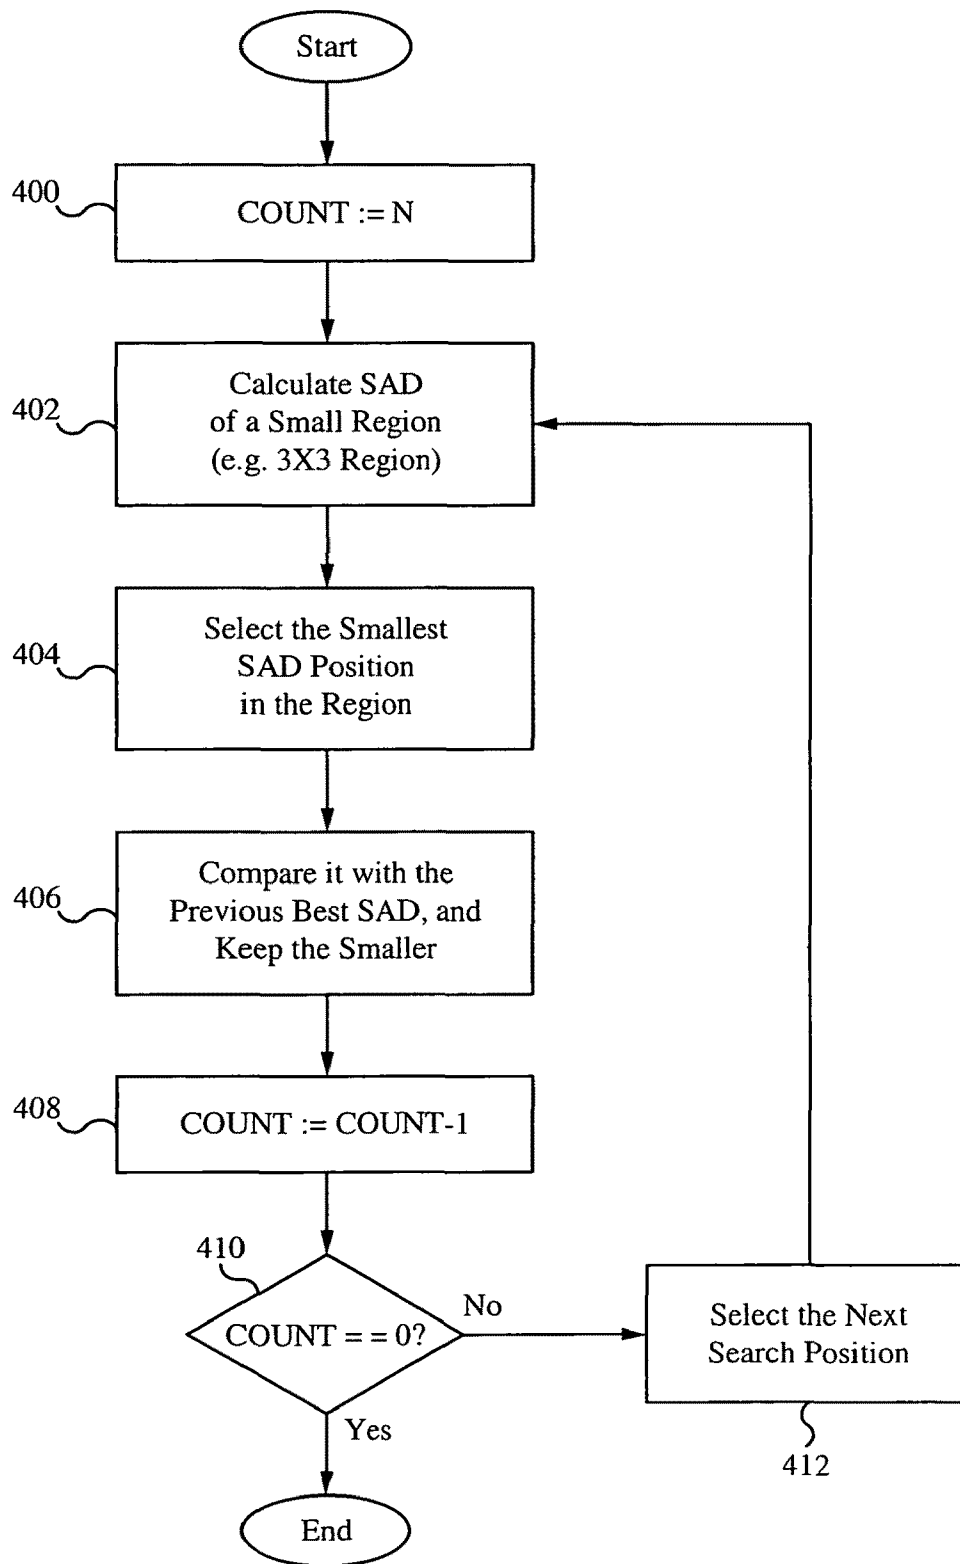 Start
400
COUNT := N
402
Calculate SAD
of a Small Region
(e.g. 3X3 Region)
404
Select the Smallest
SAD Position
in the Region
406
Compare it with the
Previous Best SAD, and
Keep the Smaller
408
COUNT := COUNT-1
410
COUNT = = 0?
No
Select the Next
Search Position
412
Yes
End